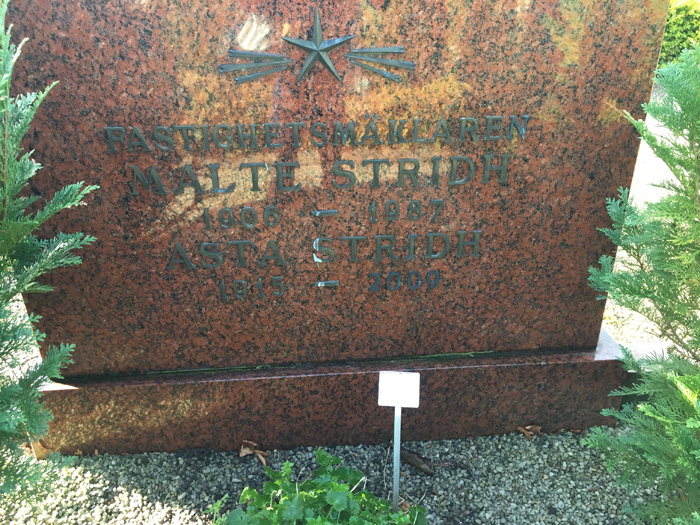 FASTIGHETSMÄKLAREN
MALTE STRIDH
1906 – 1987
ASTA STRIDH
1915 – 2009